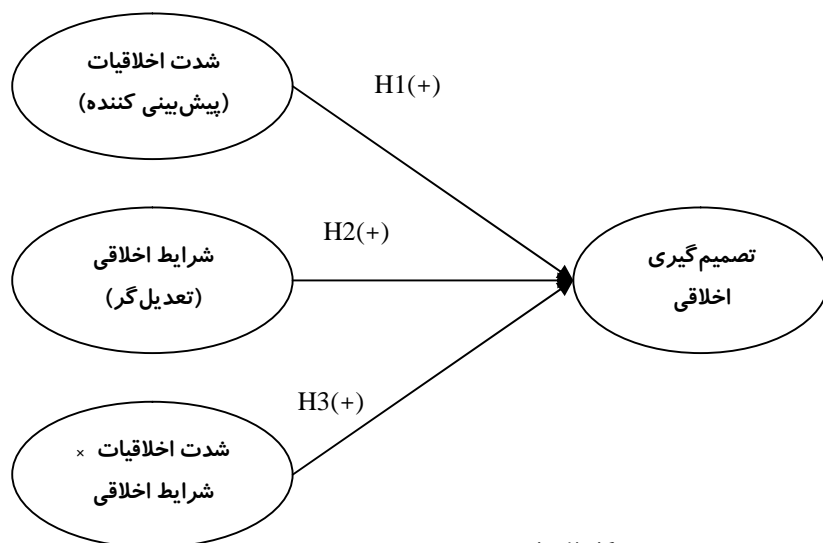 شدت اخلاقیات
(پیش‌بینی کننده)
H1(+)
شرایط اخلاقی
(تعدیل‌گر)
H2(+)
تصمیم‌گیری
اخلاقی
H3(+)
شدت اخلاقیات ×
شرایط اخلاقی